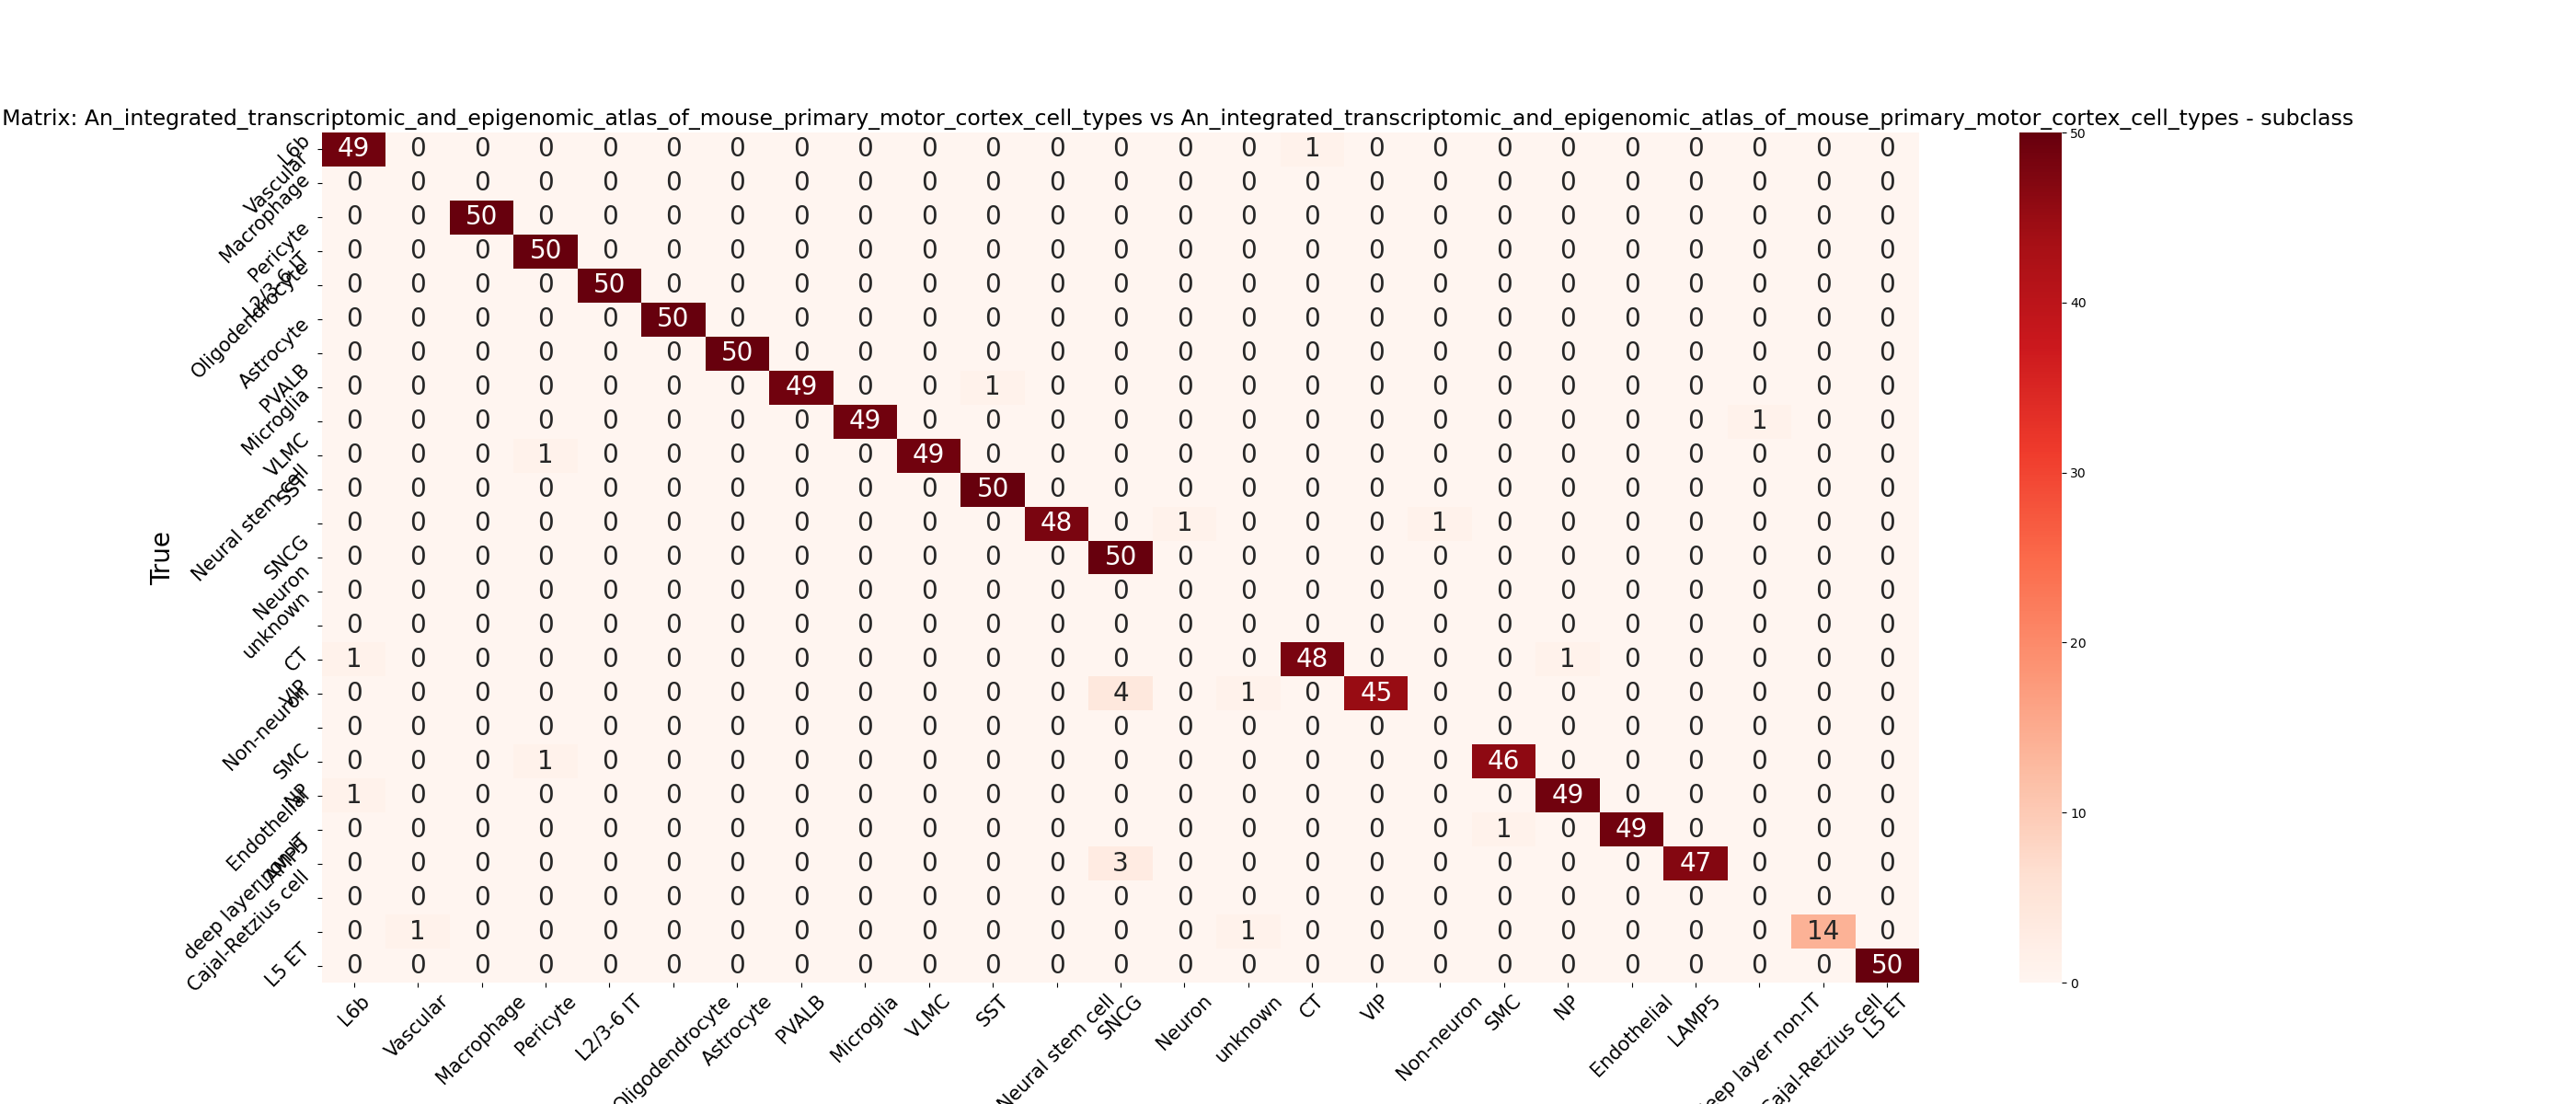 Matrix: An_integrated_transcriptomic_and_epigenomic_atlas_of_mouse_primary_motor_cortex_cell_types vs An_integrated_transcriptomic_and_epigenomic_atlas_of_mouse_primary_motor_cortex_cell_types - subclass
True
L6b 49 0 0 0 0 0 0 0 0 0 0 0 0 0 0 1 0 0 0 0 0 0 0 0 0
Vascular 0 0 0 0 0 0 0 0 0 0 0 0 0 0 0 0 0 0 0 0 0 0 0 0 0
Macrophage 0 0 50 0 0 0 0 0 0 0 0 0 0 0 0 0 0 0 0 0 0 0 0 0 0
Pericyte 0 0 0 50 0 0 0 0 0 0 0 0 0 0 0 0 0 0 0 0 0 0 0 0 0
L2/3-6 IT 0 0 0 0 50 0 0 0 0 0 0 0 0 0 0 0 0 0 0 0 0 0 0 0 0
Oligodendrocyte 0 0 0 0 0 50 0 0 0 0 0 0 0 0 0 0 0 0 0 0 0 0 0 0 0
Astrocyte 0 0 0 0 0 0 50 0 0 0 0 0 0 0 0 0 0 0 0 0 0 0 0 0 0
PVALB 0 0 0 0 0 0 0 49 0 0 1 0 0 0 0 0 0 0 0 0 0 0 0 0 0
Microglia 0 0 0 0 0 0 0 0 49 0 0 0 0 0 0 0 0 0 0 0 0 0 1 0 0
VLMC 0 0 0 1 0 0 0 0 0 49 0 0 0 0 0 0 0 0 0 0 0 0 0 0 0
SST 0 0 0 0 0 0 0 0 0 0 50 0 0 0 0 0 0 0 0 0 0 0 0 0 0
Neural stem cell 0 0 0 0 0 0 0 0 0 0 0 48 0 1 0 0 0 1 0 0 0 0 0 0 0
SNCG 0 0 0 0 0 0 0 0 0 0 0 0 50 0 0 0 0 0 0 0 0 0 0 0 0
Neuron 0 0 0 0 0 0 0 0 0 0 0 0 0 0 0 0 0 0 0 0 0 0 0 0 0
unknown 0 0 0 0 0 0 0 0 0 0 0 0 0 0 0 0 0 0 0 0 0 0 0 0 0
CT 1 0 0 0 0 0 0 0 0 0 0 0 0 0 0 48 0 0 0 1 0 0 0 0 0
VIP 0 0 0 0 0 0 0 0 0 0 0 0 4 0 1 0 45 0 0 0 0 0 0 0 0
Non-neuron 0 0 0 0 0 0 0 0 0 0 0 0 0 0 0 0 0 0 0 0 0 0 0 0 0
SMC 0 0 0 1 0 0 0 0 0 0 0 0 0 0 0 0 0 0 46 0 0 0 0 0 0
NP 1 0 0 0 0 0 0 0 0 0 0 0 0 0 0 0 0 0 0 49 0 0 0 0 0
Endothelial 0 0 0 0 0 0 0 0 0 0 0 0 0 0 0 0 0 0 1 0 49 0 0 0 0
LAMP5 0 0 0 0 0 0 0 0 0 0 0 0 3 0 0 0 0 0 0 0 0 47 0 0 0
deep layer non-IT 0 0 0 0 0 0 0 0 0 0 0 0 0 0 0 0 0 0 0 0 0 0 0 0 0
Cajal-Retzius cell 0 1 0 0 0 0 0 0 0 0 0 0 0 0 1 0 0 0 0 0 0 0 0 14 0
L5 ET 0 0 0 0 0 0 0 0 0 0 0 0 0 0 0 0 0 0 0 0 0 0 0 0 50
L6b Vascular Macrophage Pericyte L2/3-6 IT Oligodendrocyte Astrocyte PVALB Microglia VLMC SST Neural stem cell SNCG Neuron unknown CT VIP Non-neuron SMC NP Endothelial LAMP5 eep layer non-IT Cajal-Retzius cell L5 ET
50
40
30
20
10
0